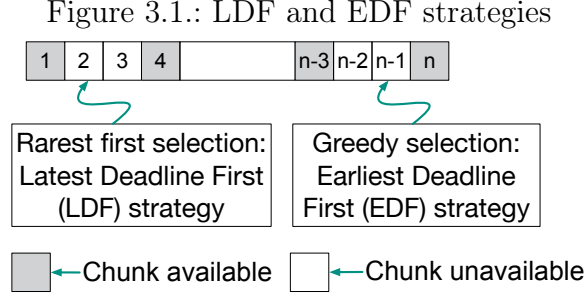 Figure 3.1.: LDF and EDF strategies
1 2 3 4 n-3 n-2 n-1 n
Rarest first selection:
Latest Deadline First
(LDF) strategy
Greedy selection:
Earliest Deadline
First (EDF) strategy
Chunk available
Chunk unavailable